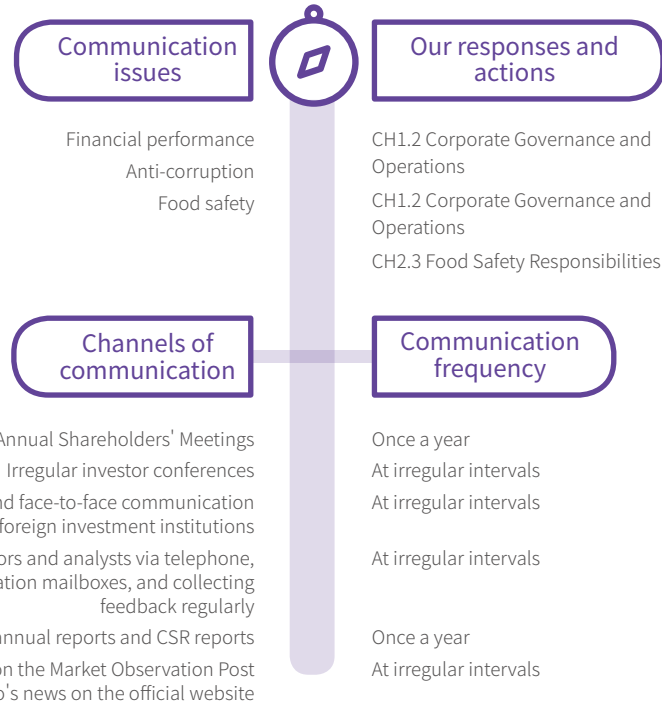 Communication
issues
Our responses and
actions
Financial performance
Anti-corruption
Food safety
CH1.2 Corporate Governance and
Operations
CH1.2 Corporate Governance and
Operations
CH2.3 Food Safety Responsibilities
Channels of
communication
Communication
frequency
Annual Shareholders' Meetings
Irregular investor conferences
face-to-face communication
foreign investment institutions
and analysts via telephone,
mailboxes, and collecting
feedback regularly
annual reports and CSR reports
on the Market Observation Post
news on the official website
Once a year
At irregular intervals
At irregular intervals
At irregular intervals
Once a year
At irregular intervals